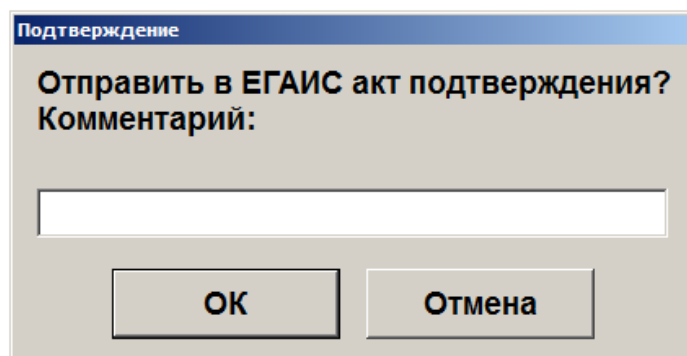 Подтверждение
Отправить в ЕГАИС акт подтверждения?
Комментарий:
ОК
Отмена